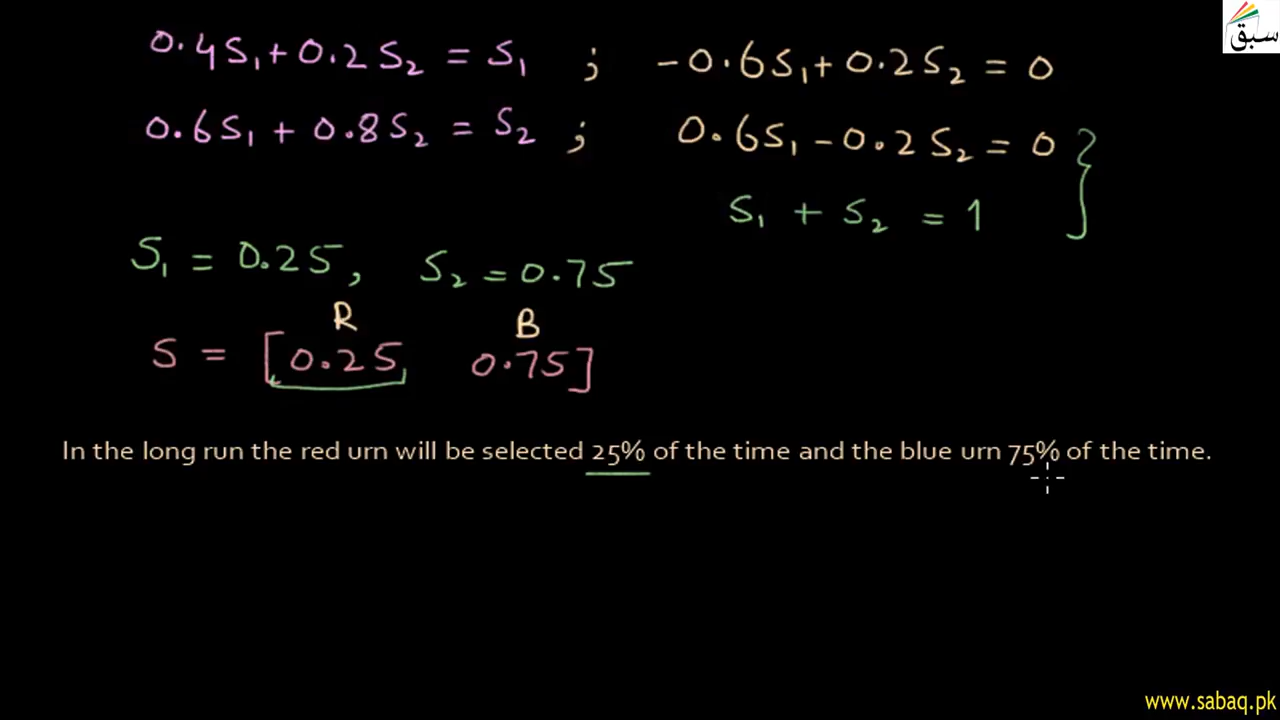 سبق
0.4S₁ + 0.2S₂ = S₁ ; -0.6S₁ + 0.2S₂ = 0
0.6S₁ + 0.8S₂ = S₂ ; 0.6S₁ - 0.2S₂ = 0 }
S₁ + S₂ = 1
S₁ = 0.25, S₂ = 0.75
R B
S = [0.25 0.75]
In the long run the red urn will be selected 25% of the time and the blue urn 75% of the time.
www.sabaq.pk